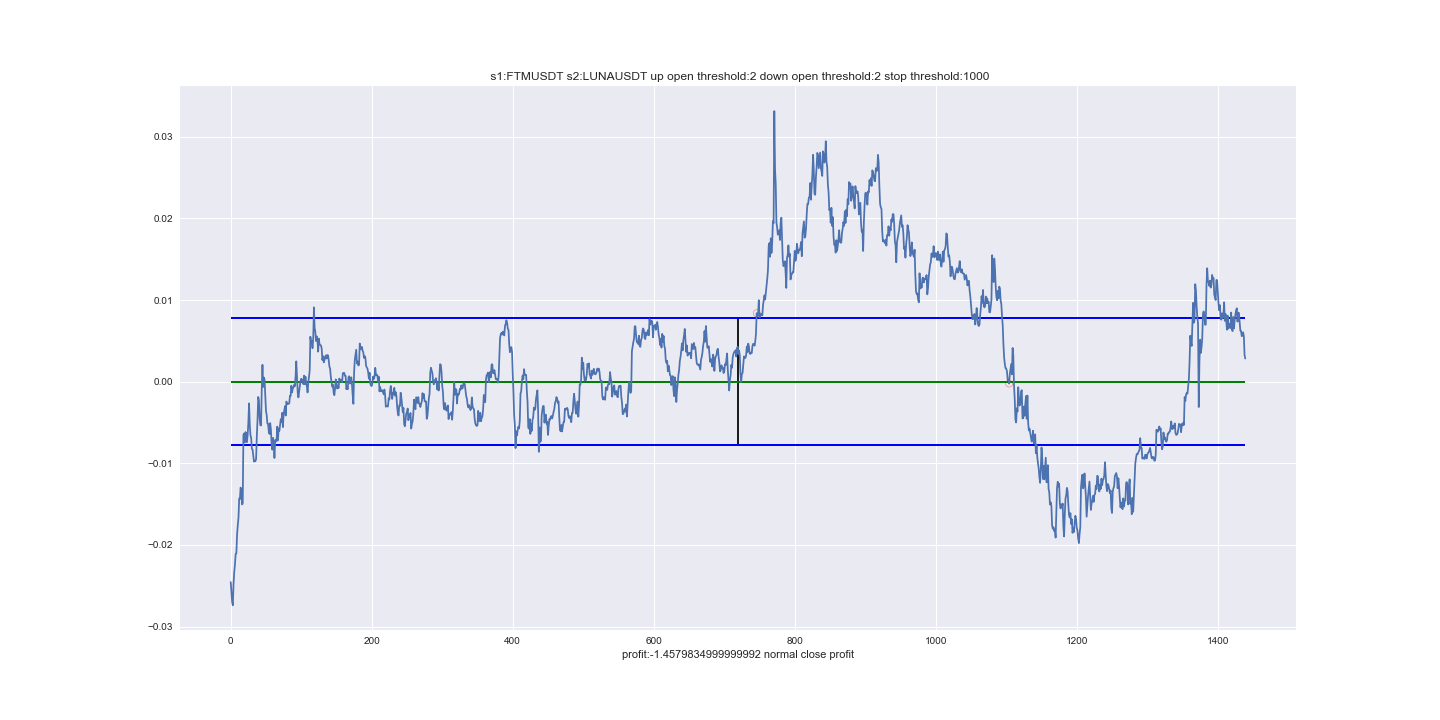 s1:FTMUSDT s2:LUNAUSDT up open threshold:2 down open threshold:2 stop threshold:1000
0.03
0.02
0.01
0.00
−0.01
−0.02
−0.03
0 200 400 600 800 1000 1200 1400
profit:-1.4579834999999992 normal close profit